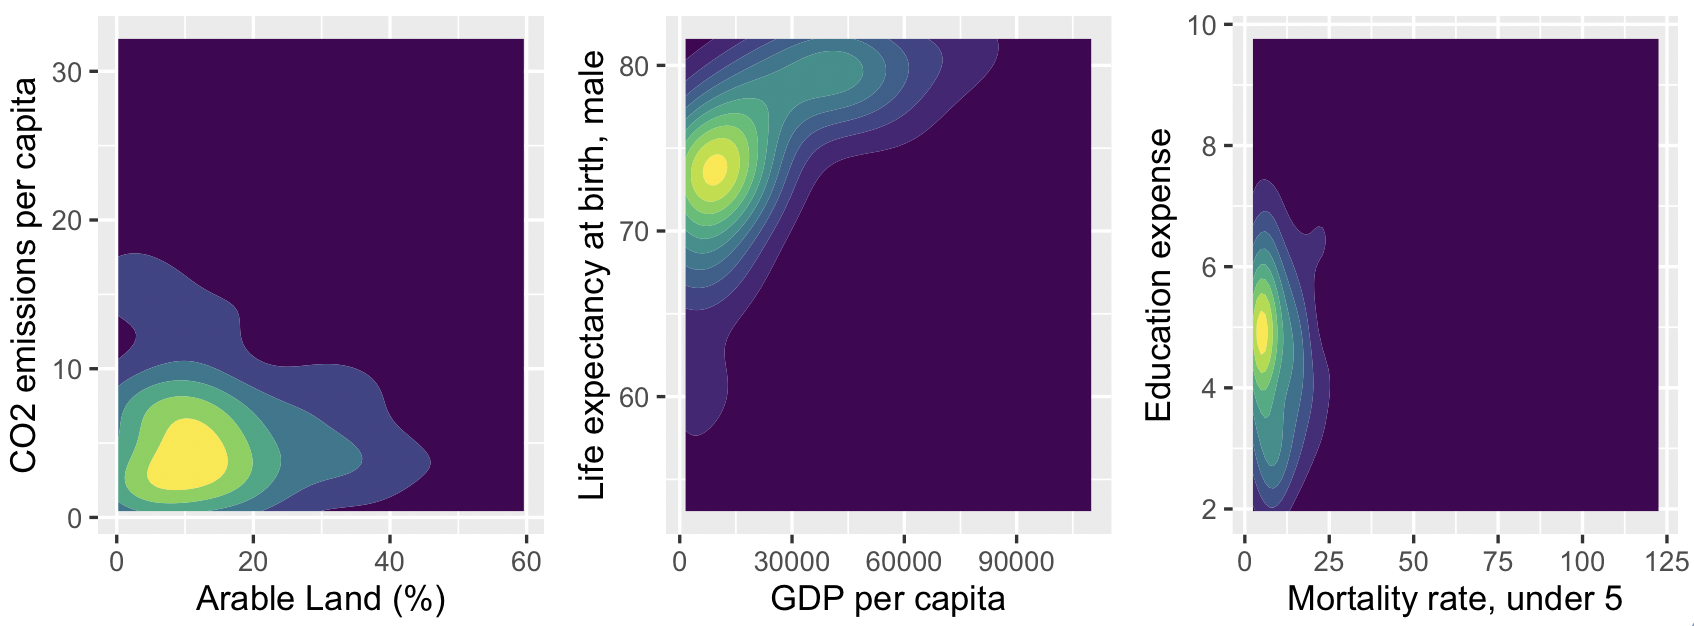 CO2 emissions per capita
30
20
10
0
0 20 40 60
Arable Land (%)
Life expectancy at birth, male
80
70
60
0 30000 60000 90000
GDP per capita
Education expense
10
8
6
4
2
0 25 50 75 100 125
Mortality rate, under 5